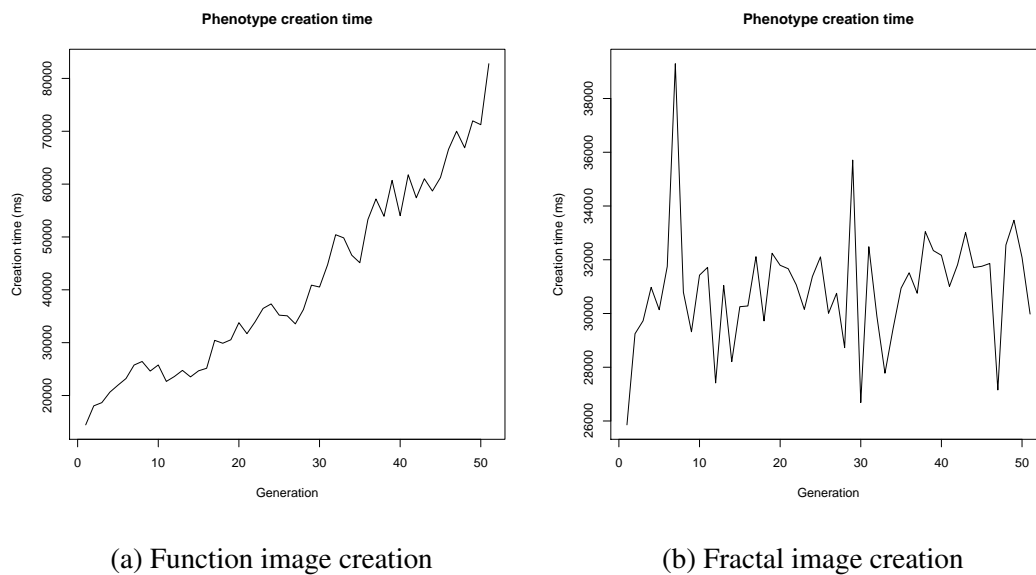 Phenotype creation time
Creation time (ms)
80000
70000
60000
50000
40000
30000
20000
0 10 20 30 40 50
Generation
(a) Function image creation
Phenotype creation time
Creation time (ms)
38000
36000
34000
32000
30000
28000
26000
0 10 20 30 40 50
Generation
(b) Fractal image creation